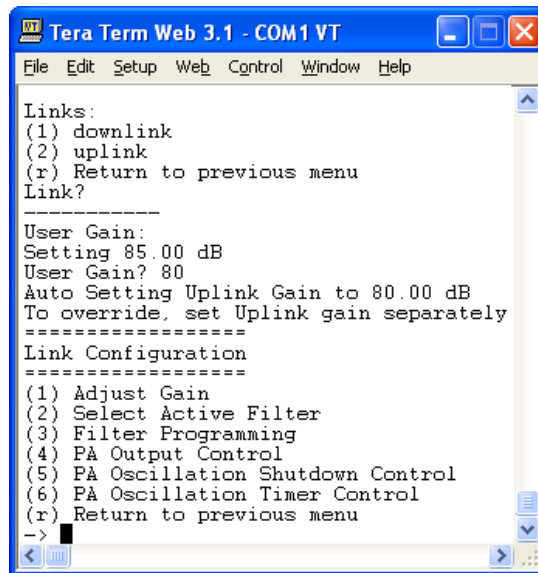 Tera Term Web 3.1 - COM1 VT
File Edit Setup Web Control Window Help
Links:
(1) downlink
(2) uplink
(r) Return to previous menu
Link?
-----------
User Gain:
Setting 85.00 dB
User Gain? 80
Auto Setting Uplink Gain to 80.00 dB
To override, set Uplink gain separately
==================
Link Configuration
==================
(1) Adjust Gain
(2) Select Active Filter
(3) Filter Programming
(4) PA Output Control
(5) PA Oscillation Shutdown Control
(6) PA Oscillation Timer Control
(r) Return to previous menu
->